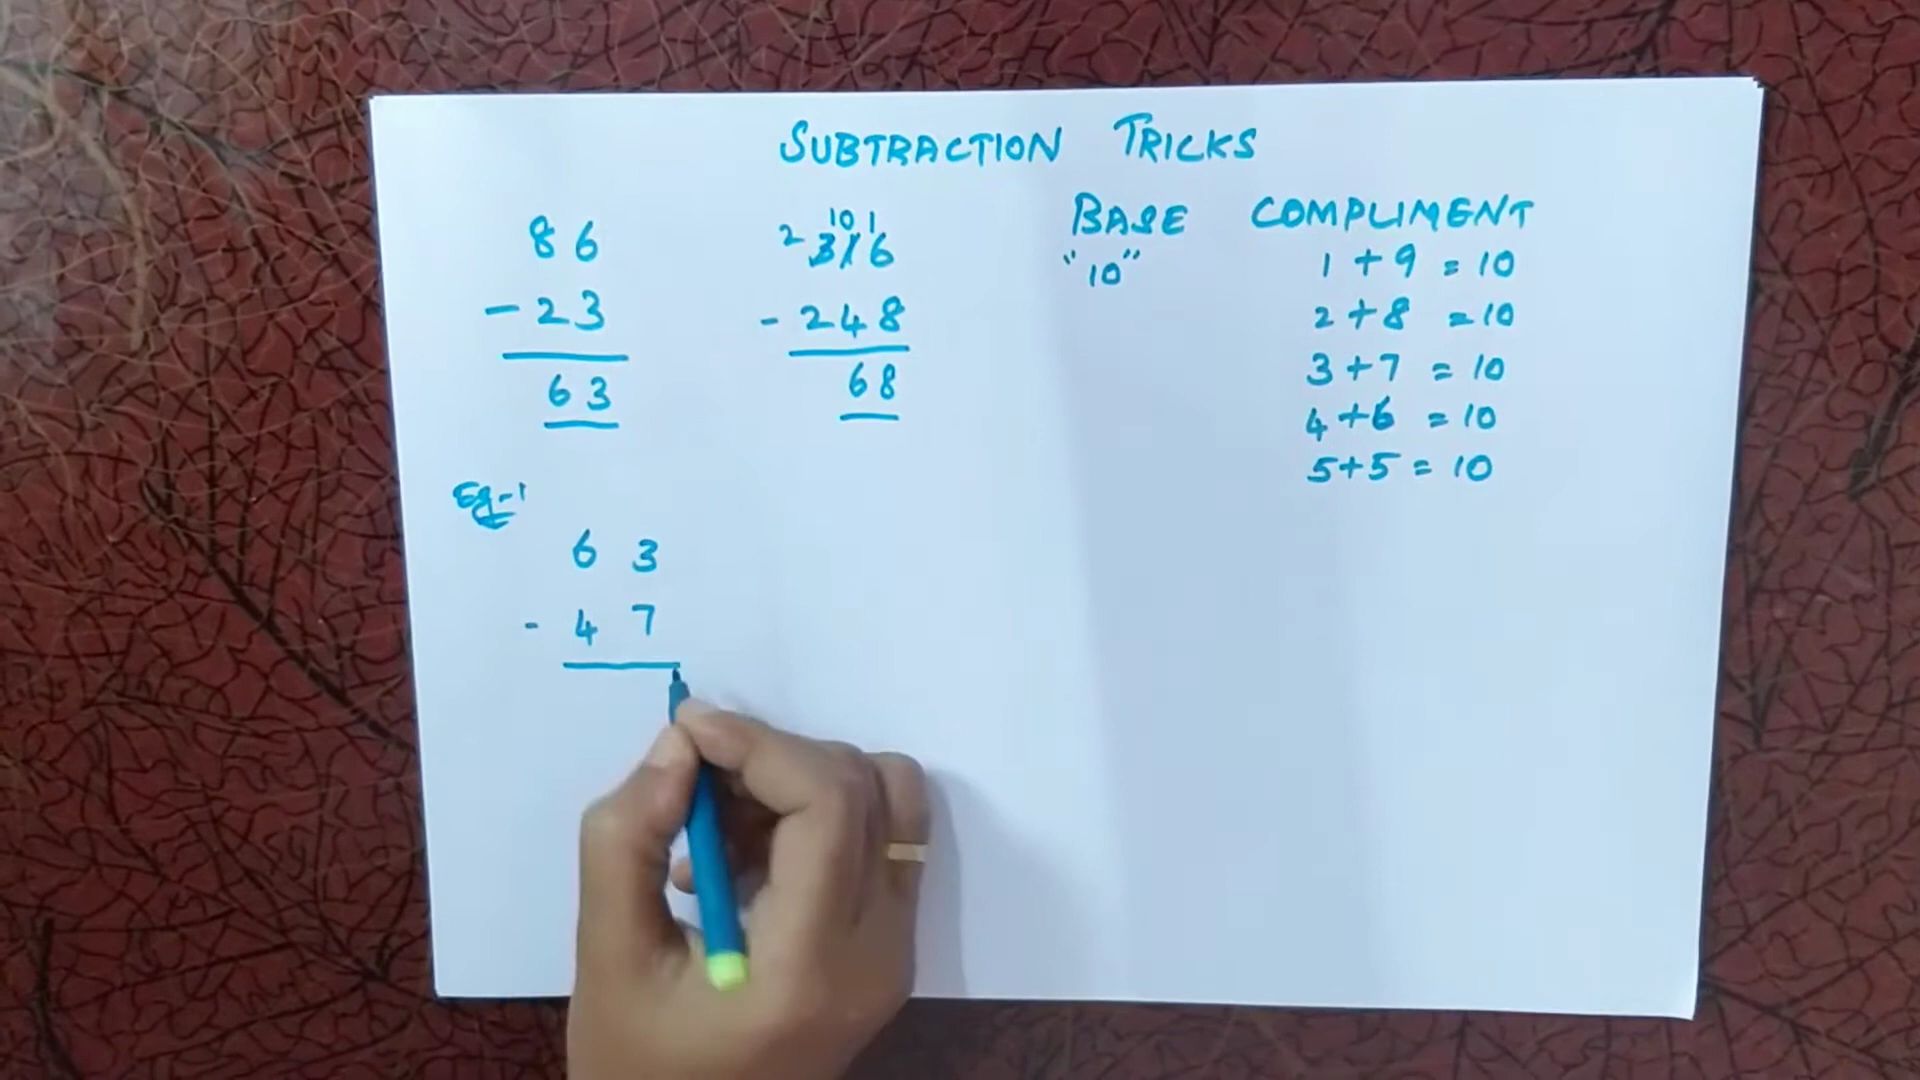 SUBTRACTION TRICKS
86
- 23
63
10 1
2 316
- 248
68
BASE COMPLIMENT
"10"
1 + 9 = 10
2 + 8 = 10
3 + 7 = 10
4 + 6 = 10
5 + 5 = 10
Eg-1
6 3
- 4 7